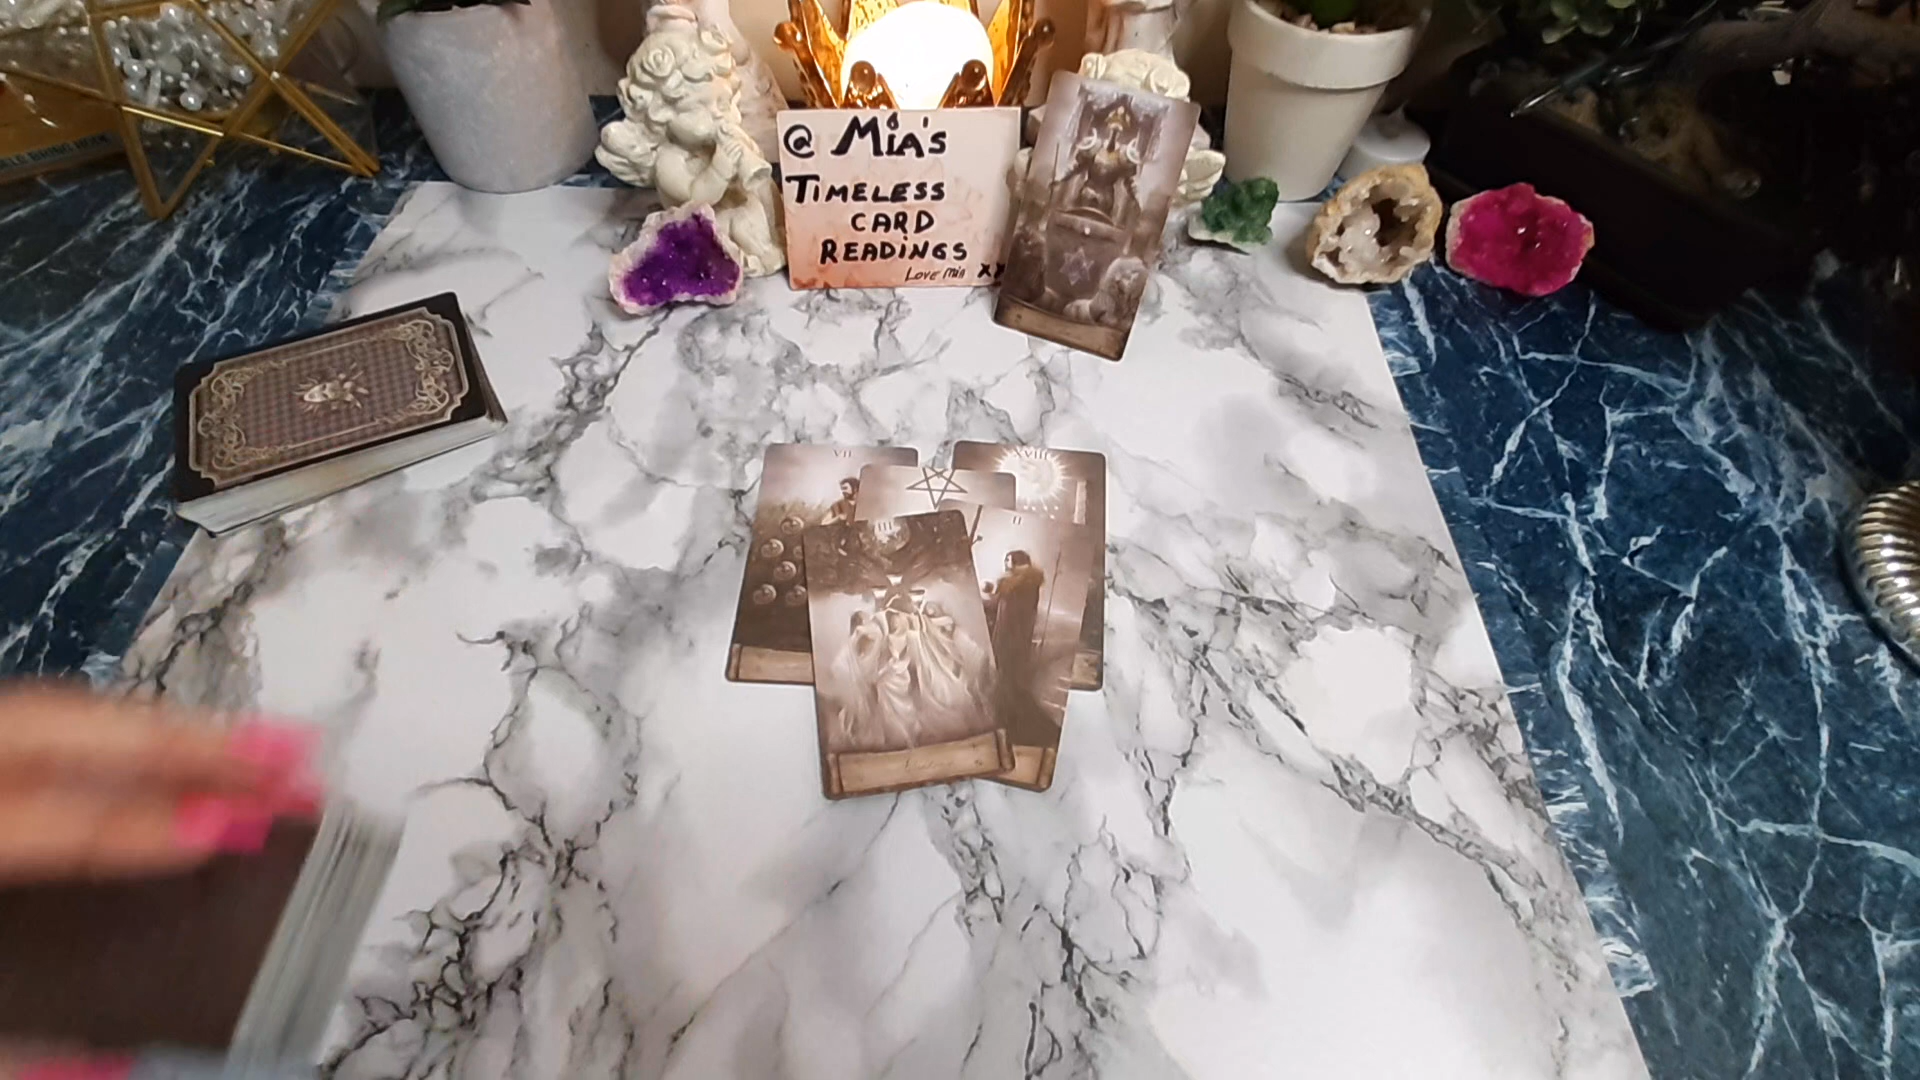 @ MiA's
TiMELESS
CARD
READiNGS
Love Mia XX
VII
XVIII
III
II